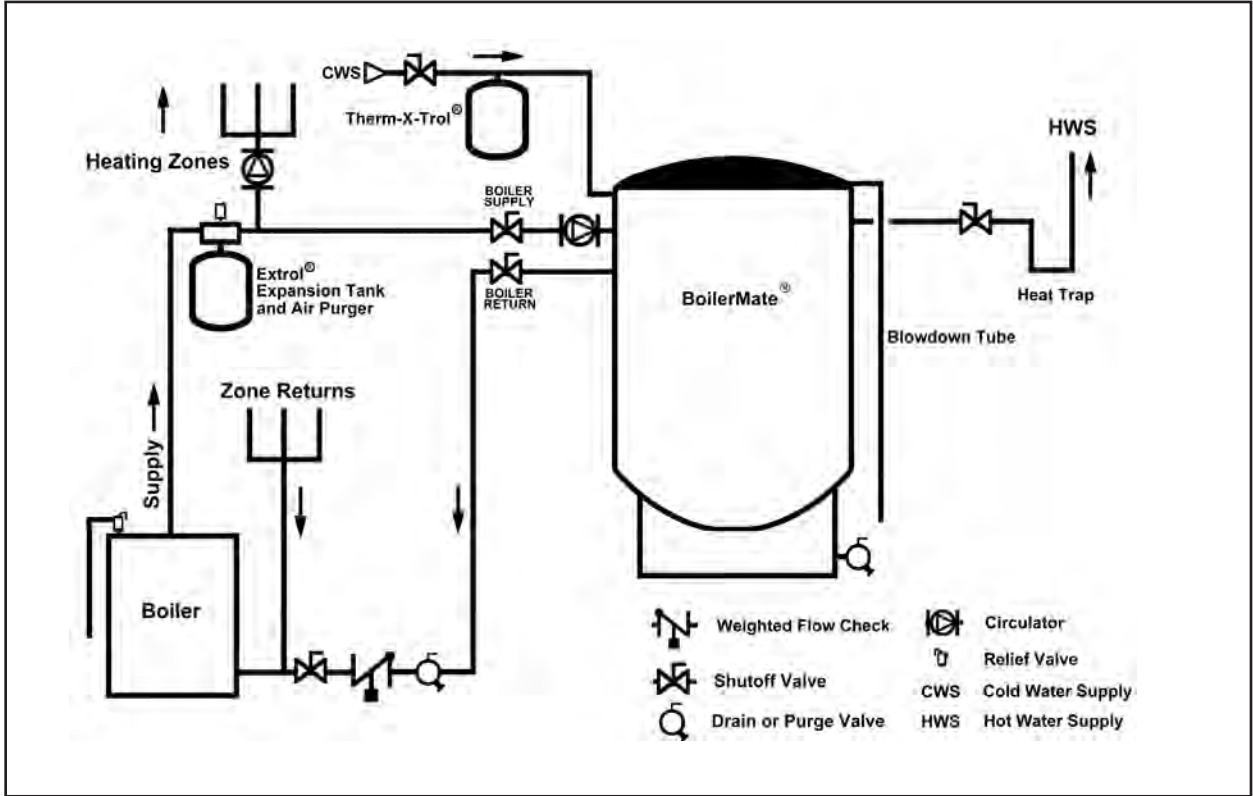 CWS
Therm-X-Trol®
HWS
Heating Zones
BOILER
SUPPLY
Extrol®
Expansion Tank
and Air Purger
BOILER
RETURN
BoilerMate®
Heat Trap
Blowdown Tube
Zone Returns
Supply
Boiler
Weighted Flow Check
Circulator
Relief Valve
Shutoff Valve
CWS Cold Water Supply
Drain or Purge Valve
HWS Hot Water Supply